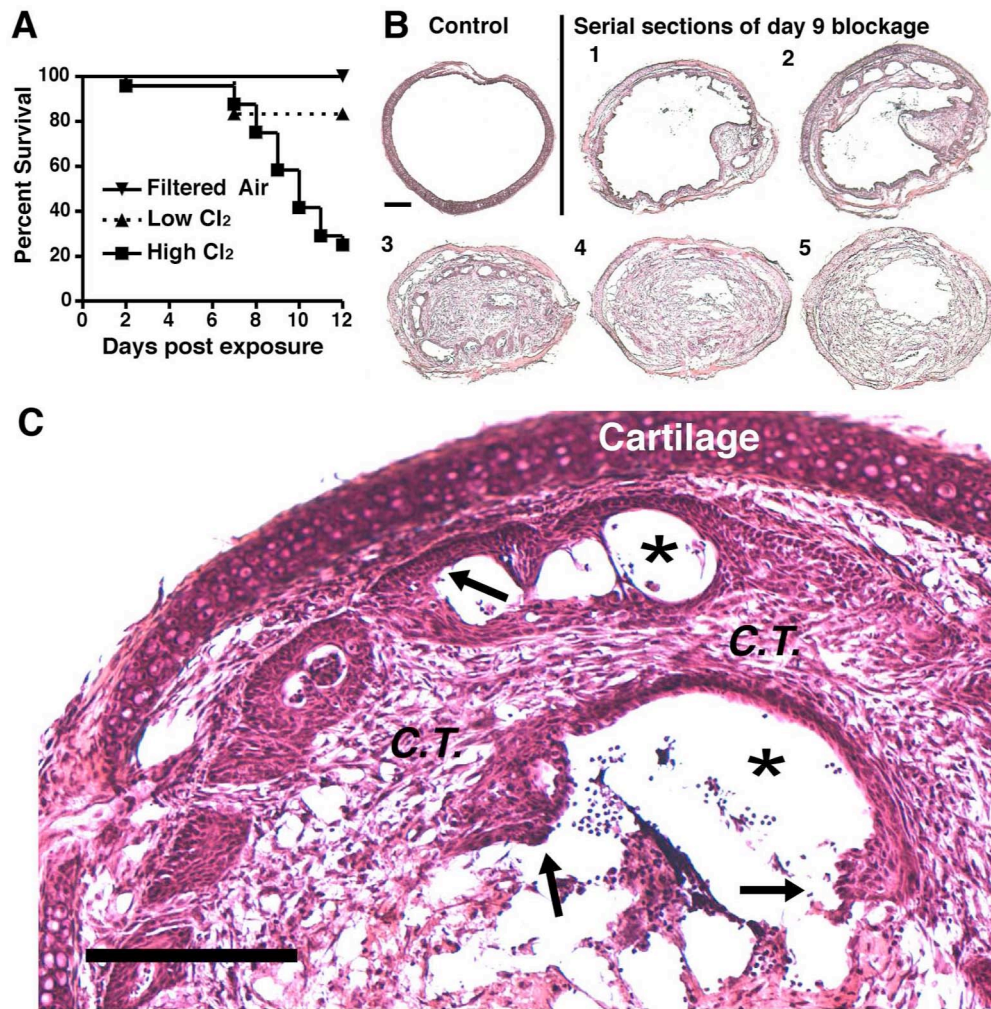 A
Percent Survival
100
80
60
40
20
0
Filtered Air
Low Cl₂
High Cl₂
0 2 4 6 8 10 12
Days post exposure
B
Control
Serial sections of day 9 blockage
1
2
3
4
5
C
Cartilage
*
C.T.
C.T.
*